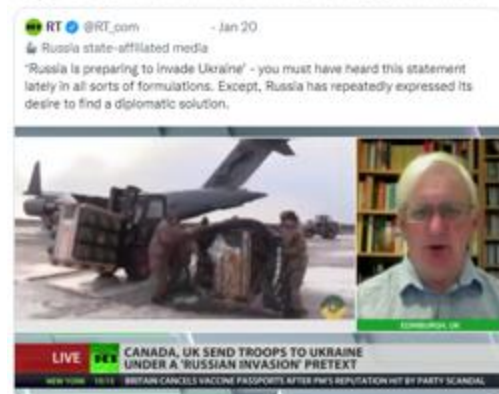 RT @RT_com · Jan 20
Russia state-affiliated media
'Russia is preparing to invade Ukraine' - you must have heard this statement
lately in all sorts of formulations. Except, Russia has repeatedly expressed its
desire to find a diplomatic solution.
EDINBURGH, UK
LIVE RT CANADA, UK SEND TROOPS TO UKRAINE
UNDER A 'RUSSIAN INVASION' PRETEXT
NEW YORK BRITAIN CANCELS VACCINE PASSPORTS AFTER PM'S REPUTATION HIT BY PARTY SCANDAL